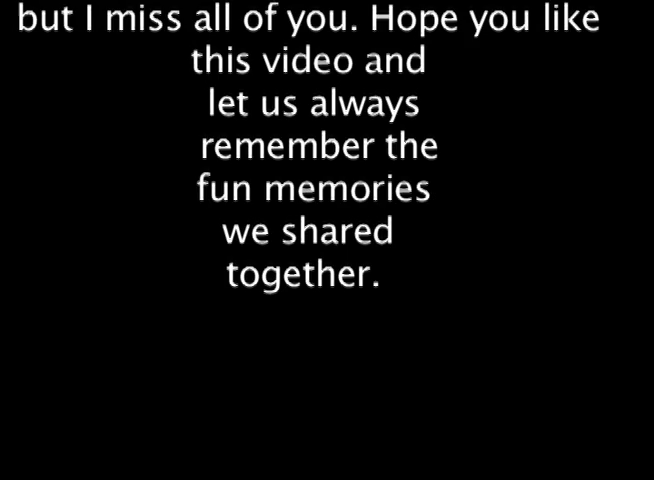 but I miss all of you. Hope you like
this video and
let us always
remember the
fun memories
we shared
together.